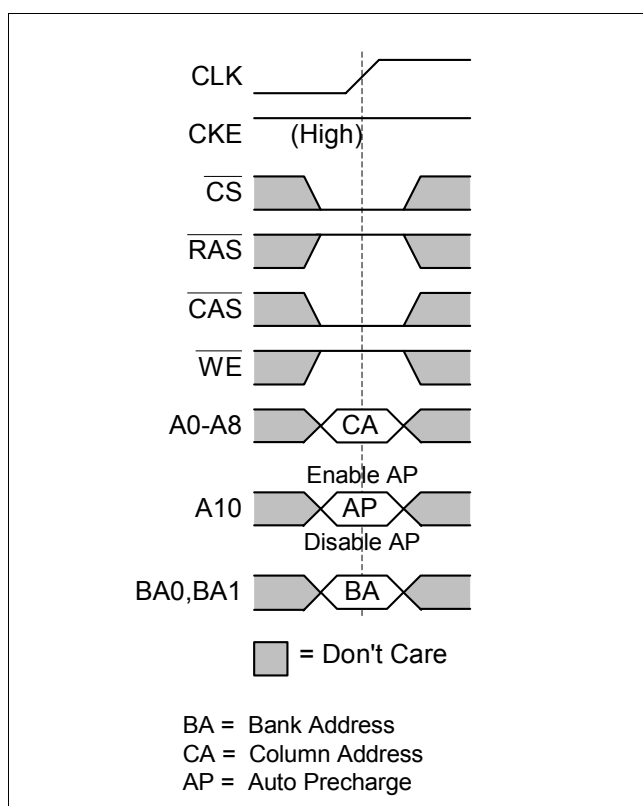 CLK
CKE (High)
CS
RAS
CAS
WE
A0-A8 CA
Enable AP
A10 AP
Disable AP
BA0,BA1 BA
= Don't Care
BA = Bank Address
CA = Column Address
AP = Auto Precharge